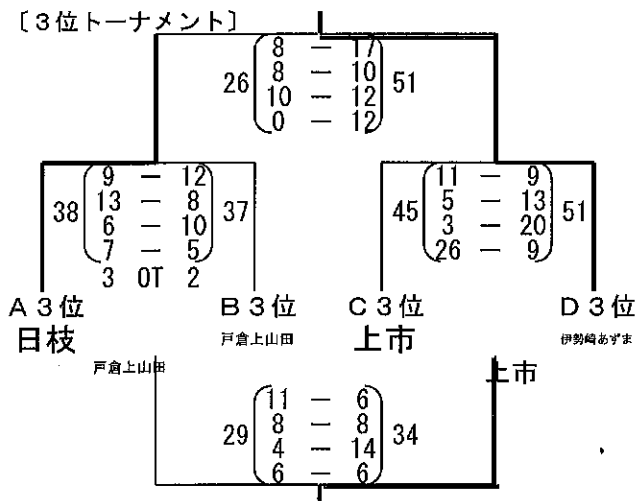 〔３位トーナメント〕
8 — 17
8 — 10
26 51
10 — 12
0 — 12
9 — 12
13 — 8
38 37
6 — 10
7 — 5
3 OT 2
11 — 9
5 — 13
45 51
3 — 20
26 — 9
A３位 B３位 C３位 D３位
日枝 戸倉上山田 上市 伊勢崎あずま
戸倉上山田 上市
11 — 6
8 — 8
29 34
4 — 14
6 — 6